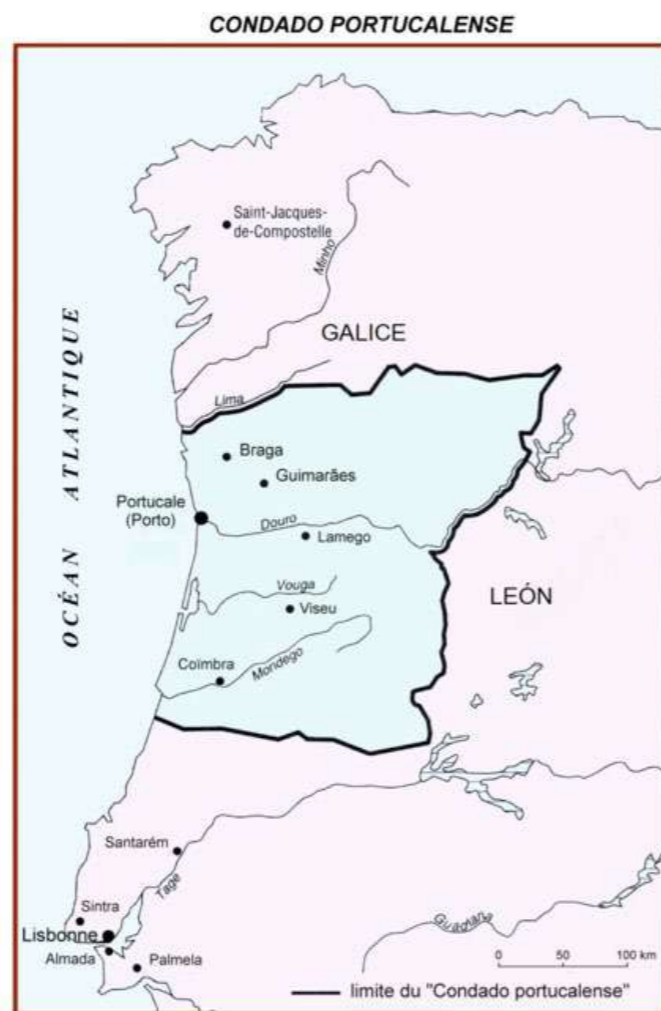 CONDADO PORTUCALENSE
Saint-Jacques-
de-Compostelle
Minho
GALICE
OCÉAN ATLANTIQUE
Lima
Braga
Guimarães
Portucale
(Porto)
Douro
Lamego
Vouga
Viseu
LEÓN
Coïmbra
Mondego
Santarém
Tage
Sintra
Lisbonne
Guadiana
Almada
Palmela
0 50 100 km
limite du "Condado portucalense"